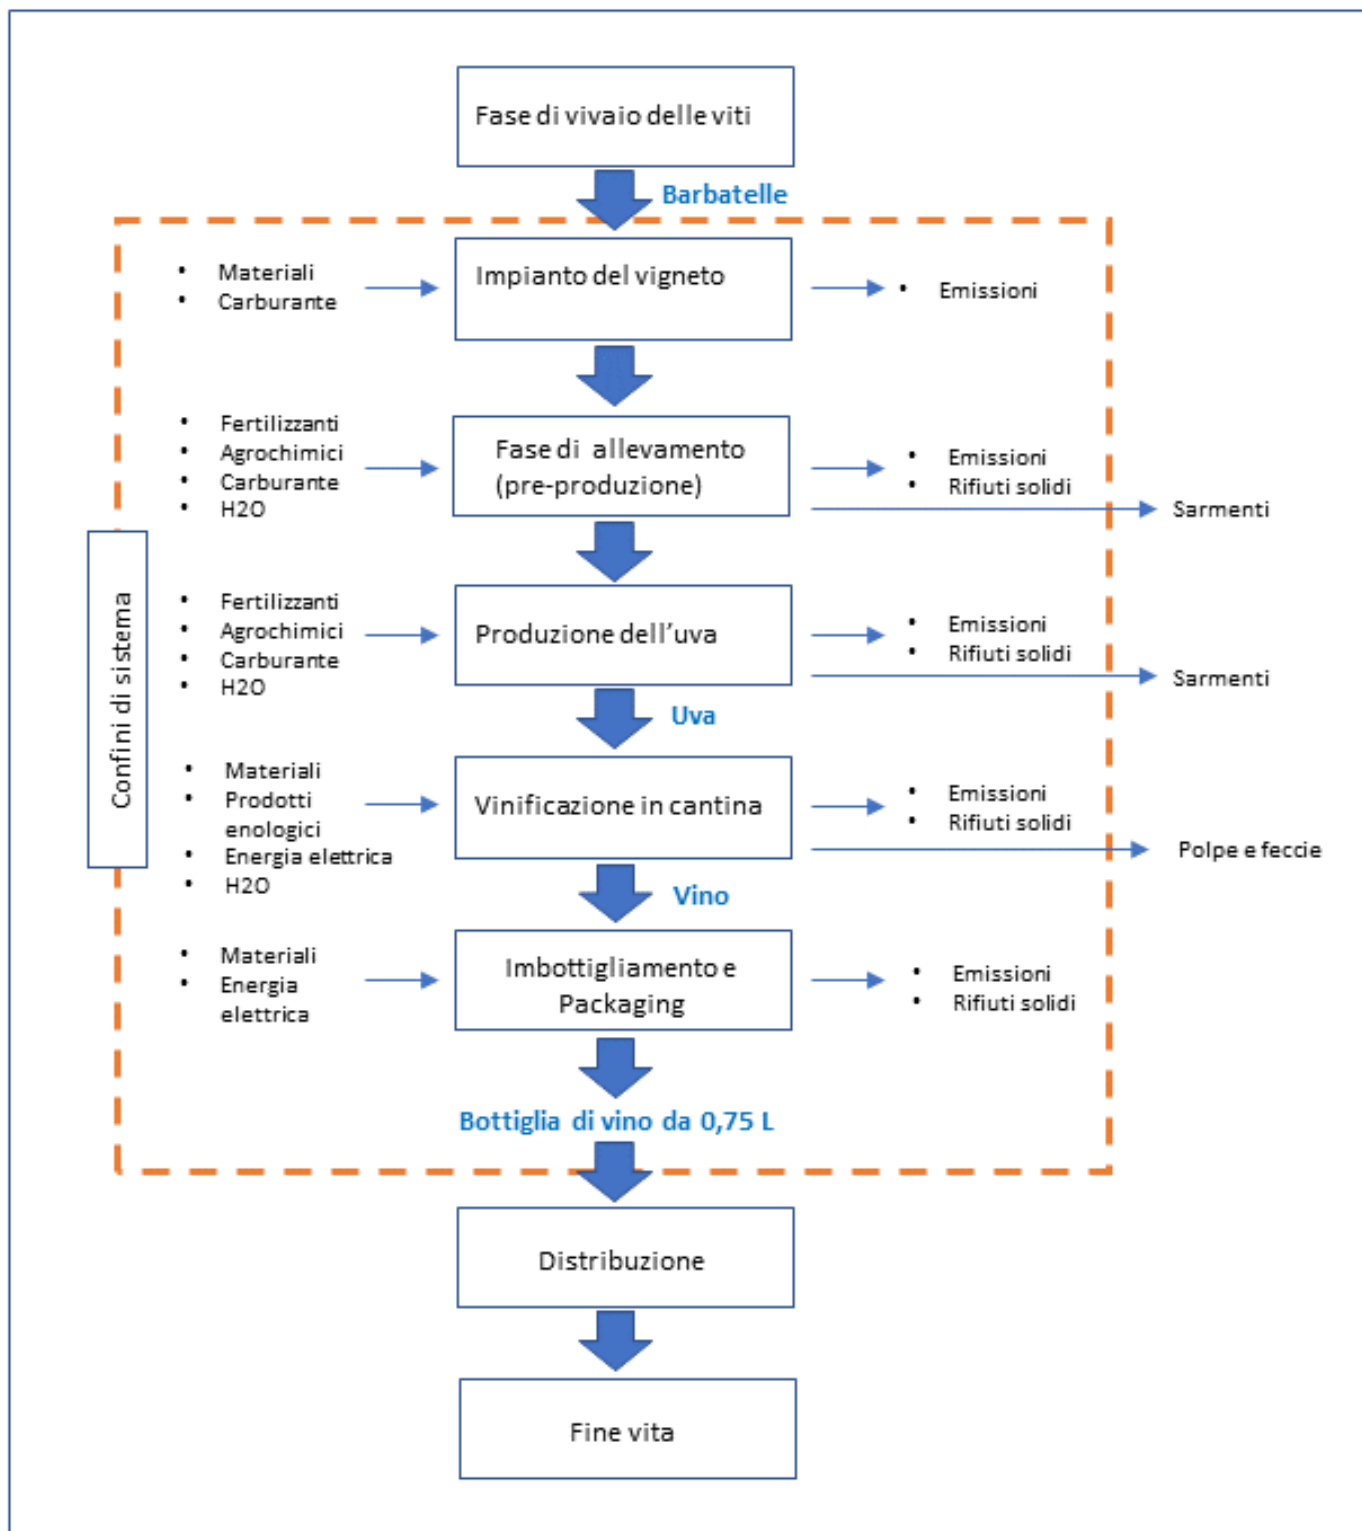 Fase di vivaio delle viti
Barbatelle
• Materiali
• Carburante
Impianto del vigneto
• Emissioni
• Fertilizzanti
• Agrochimici
• Carburante
• H2O
Fase di allevamento
(pre-produzione)
• Emissioni
• Rifiuti solidi
Sarmenti
Confini di sistema
• Fertilizzanti
• Agrochimici
• Carburante
• H2O
Produzione dell'uva
• Emissioni
• Rifiuti solidi
Sarmenti
Uva
• Materiali
• Prodotti
enologici
• Energia elettrica
• H2O
Vinificazione in cantina
• Emissioni
• Rifiuti solidi
Polpe e feccie
Vino
• Materiali
• Energia
elettrica
Imbottigliamento e
Packaging
• Emissioni
• Rifiuti solidi
Bottiglia di vino da 0,75 L
Distribuzione
Fine vita